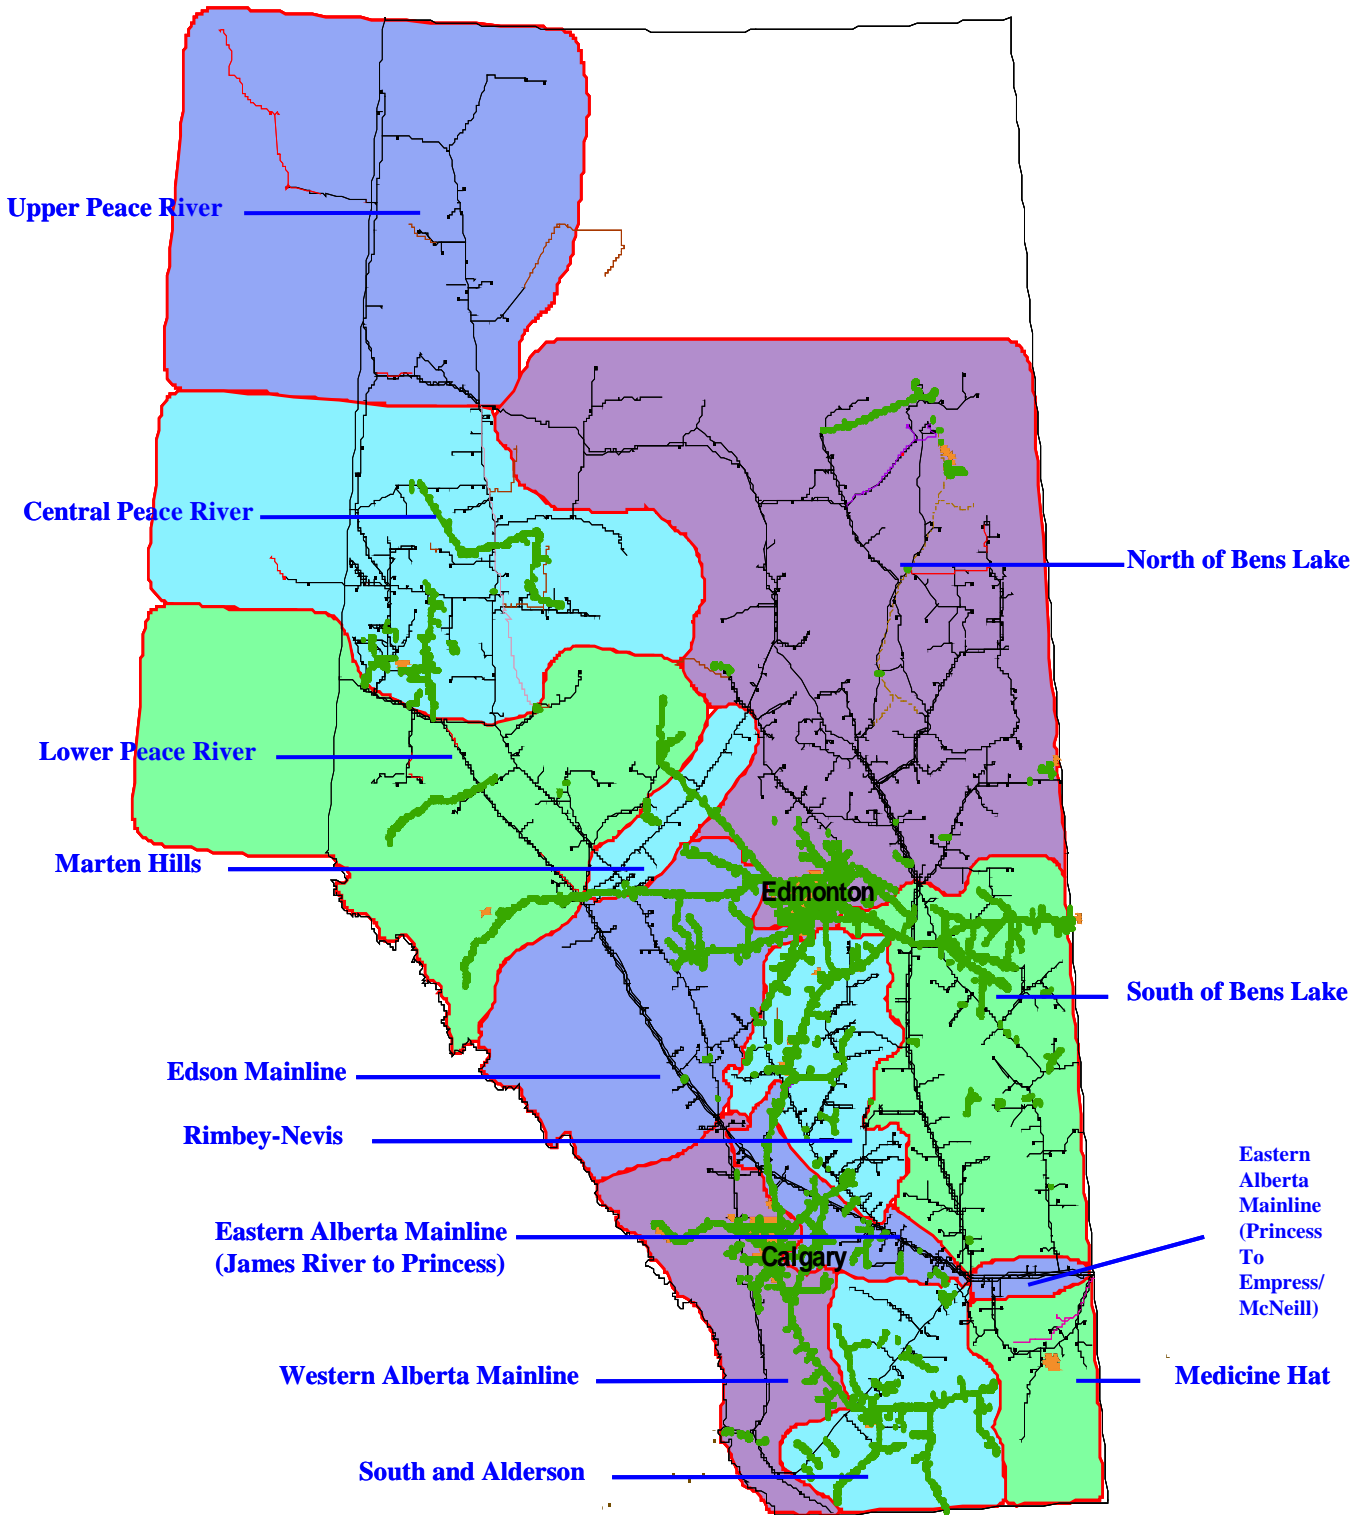 Upper Peace River
Central Peace River
North of Bens Lake
Lower Peace River
Marten Hills
Edmonton
South of Bens Lake
Edson Mainline
Rimbey-Nevis
Eastern
Alberta
Mainline
(Princess
To
Empress/
McNeill)
Eastern Alberta Mainline
(James River to Princess)
Calgary
Western Alberta Mainline
Medicine Hat
South and Alderson